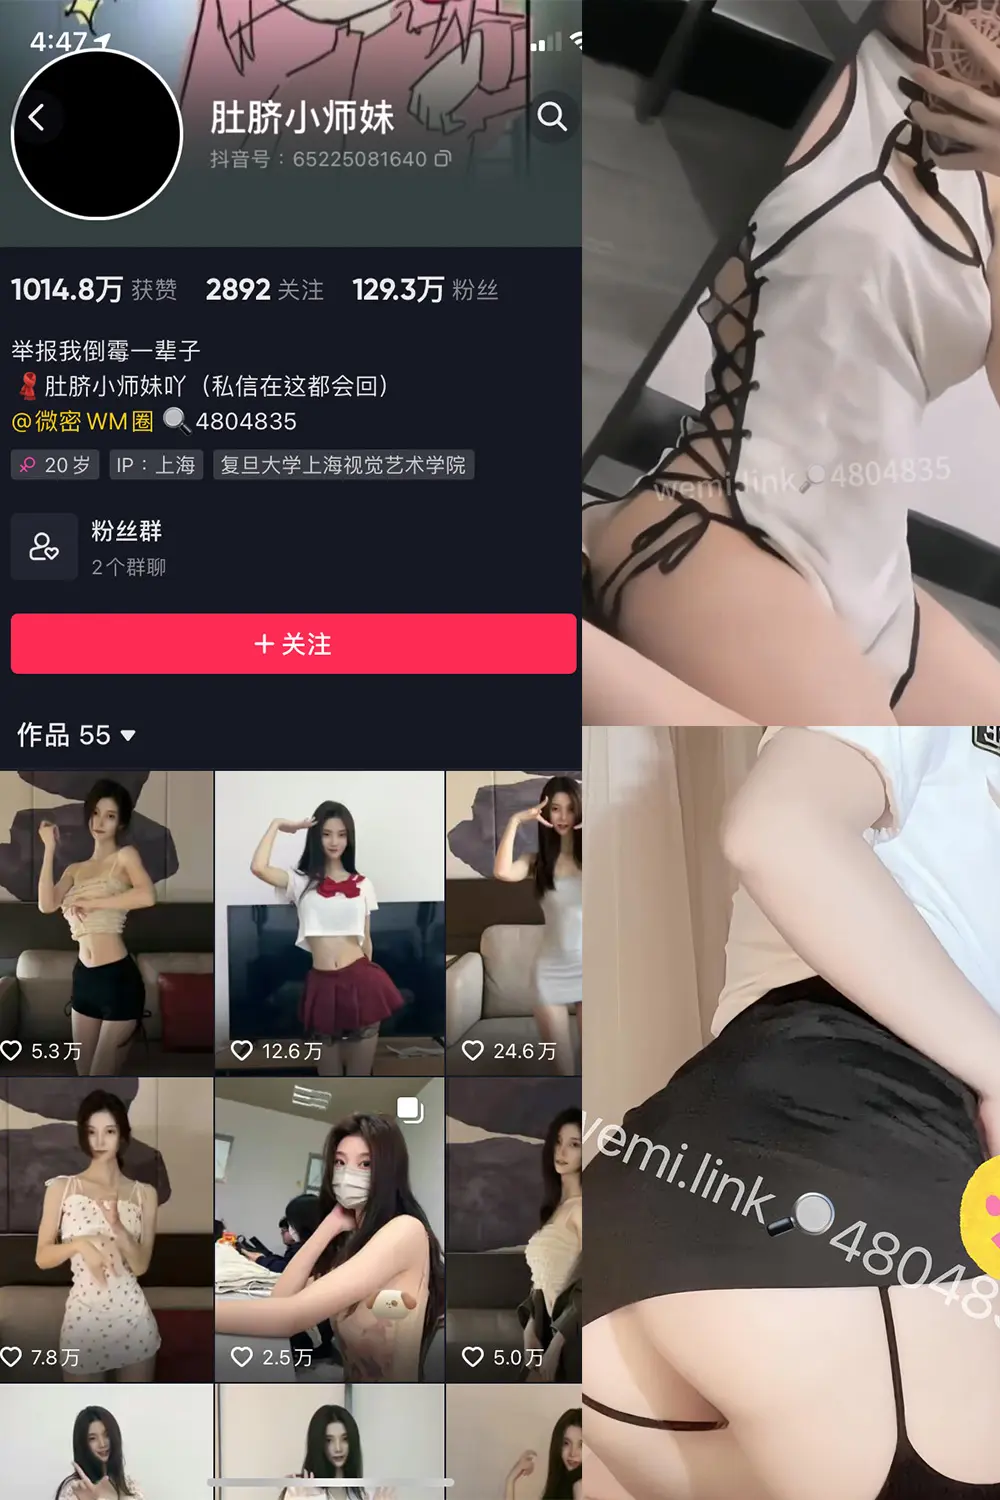 4:47
肚脐小师妹
抖音号：65225081640
1014.8万 获赞 2892 关注 129.3万 粉丝
举报我倒霉一辈子
肚脐小师妹吖（私信在这都会回）
@微密WM圈 🔍4804835
20岁 IP：上海 复旦大学上海视觉艺术学院
粉丝群
2个群聊
+ 关注
作品 55
5.3万 12.6万 24.6万
7.8万 2.5万 5.0万
wemi.link🔍4804835
wemi.link🔍48048